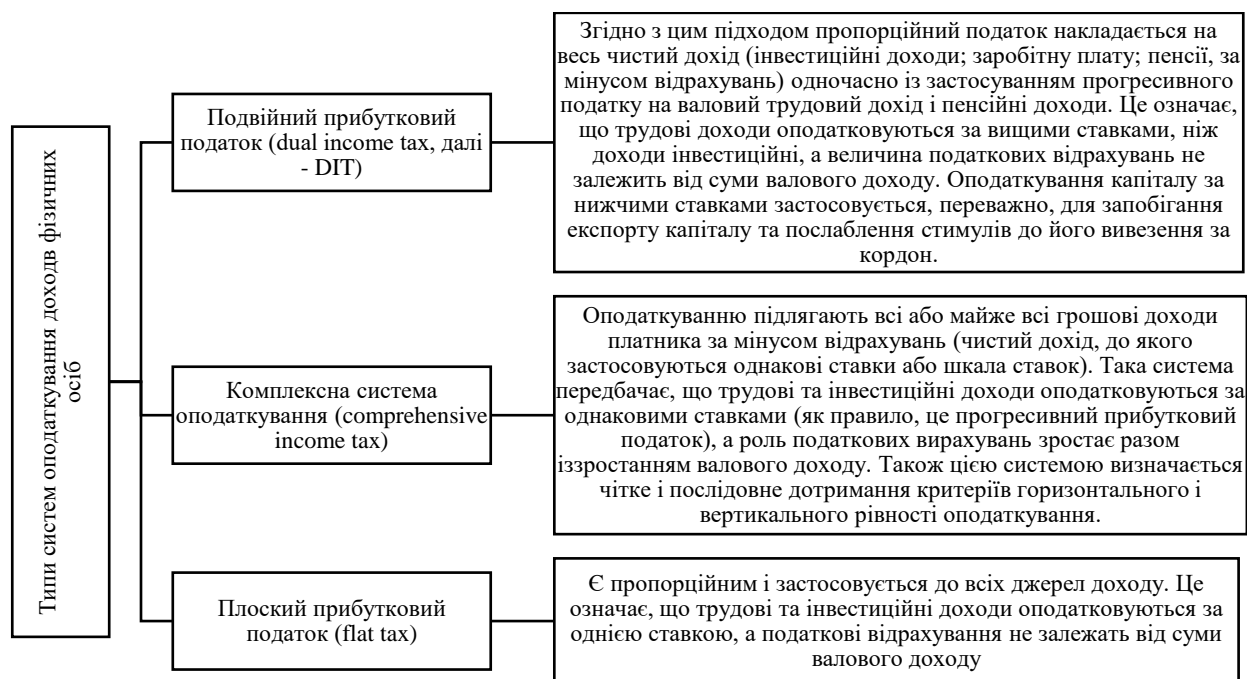 Типи систем оподаткування доходв фізичних
осіб
Подвійний прибутковий
податок (dual income tax, далі
- DIT)
Згідно з цим підходом пропорційний податок накладається на
весь чистий дохід (інвестиційні доходи; заробітну плату; пенсії, за
мінусом відрахувань) одночасно із застосуванням прогресивного
податку на валовий трудовий дохід і пенсійні доходи. Це означає,
що трудові доходи оподатковуються за вищими ставками, ніж
доходи інвестиційні, а величина податкових відрахувань не
залежить від суми валового доходу. Оподаткування капіталу за
нижчими ставками застосовується, переважно, для запобігання
експорту капіталу та послаблення стимулів до його вивезення за
кордон.
Комплексна система
оподаткування (comprehensive
income tax)
Оподаткуванню підлягають всі або майже всі грошові доходи
платника за мінусом відрахувань (чистий дохід, до якого
застосовуються однакові ставки або шкала ставок). Така система
передбачає, що трудові та інвестиційні доходи оподатковуються за
однаковими ставками (як правило, це прогресивний прибутковий
податок), а роль податкових вирахувань зростає разом
іззростанням валового доходу. Також цією системою визначається
чітке і послідовне дотримання критеріїв горизонтального і
вертикального рівності оподаткування.
Плоский прибутковий
податок (flat tax)
Є пропорційним і застосовується до всіх джерел доходу. Це
означає, що трудові та інвестиційні доходи оподатковуються за
однією ставкою, а податкові відрахування не залежать від суми
валового доходу